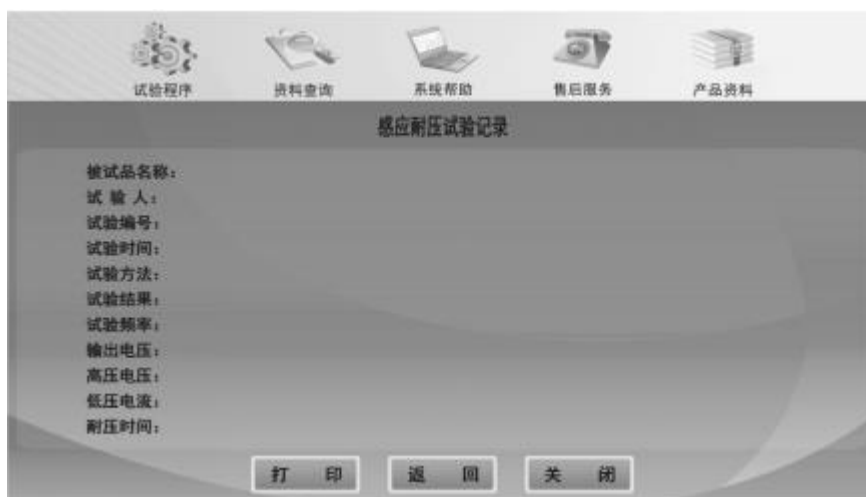 试验程序 资料查询 系统帮助 售后服务 产品资料
感应耐压试验记录
被试品名称：
试 验 人：
试验编号：
试验时间：
试验方法：
试验结果：
试验频率：
输出电压：
高压电压：
低压电流：
耐压时间：
打 印 返 回 关 闭